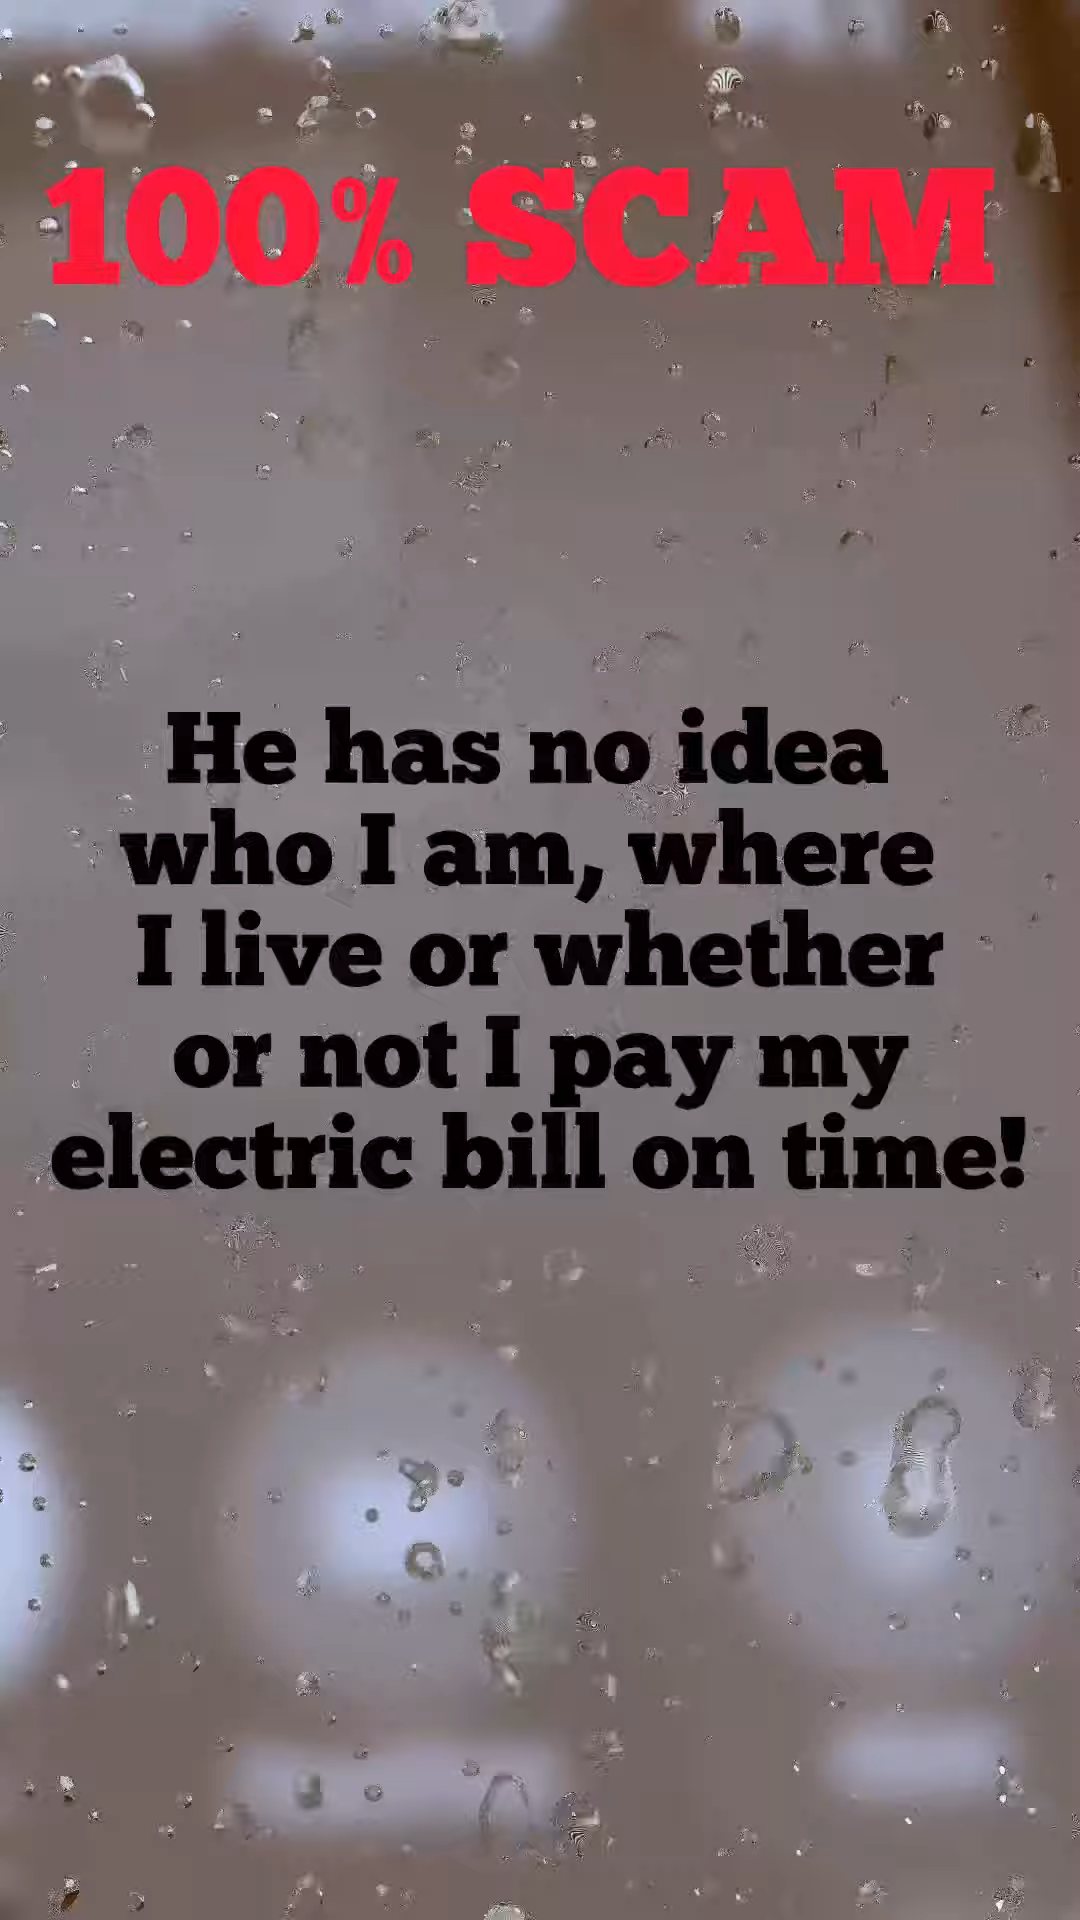 100% SCAM
He has no idea
who I am, where
I live or whether
or not I pay my
electric bill on time!